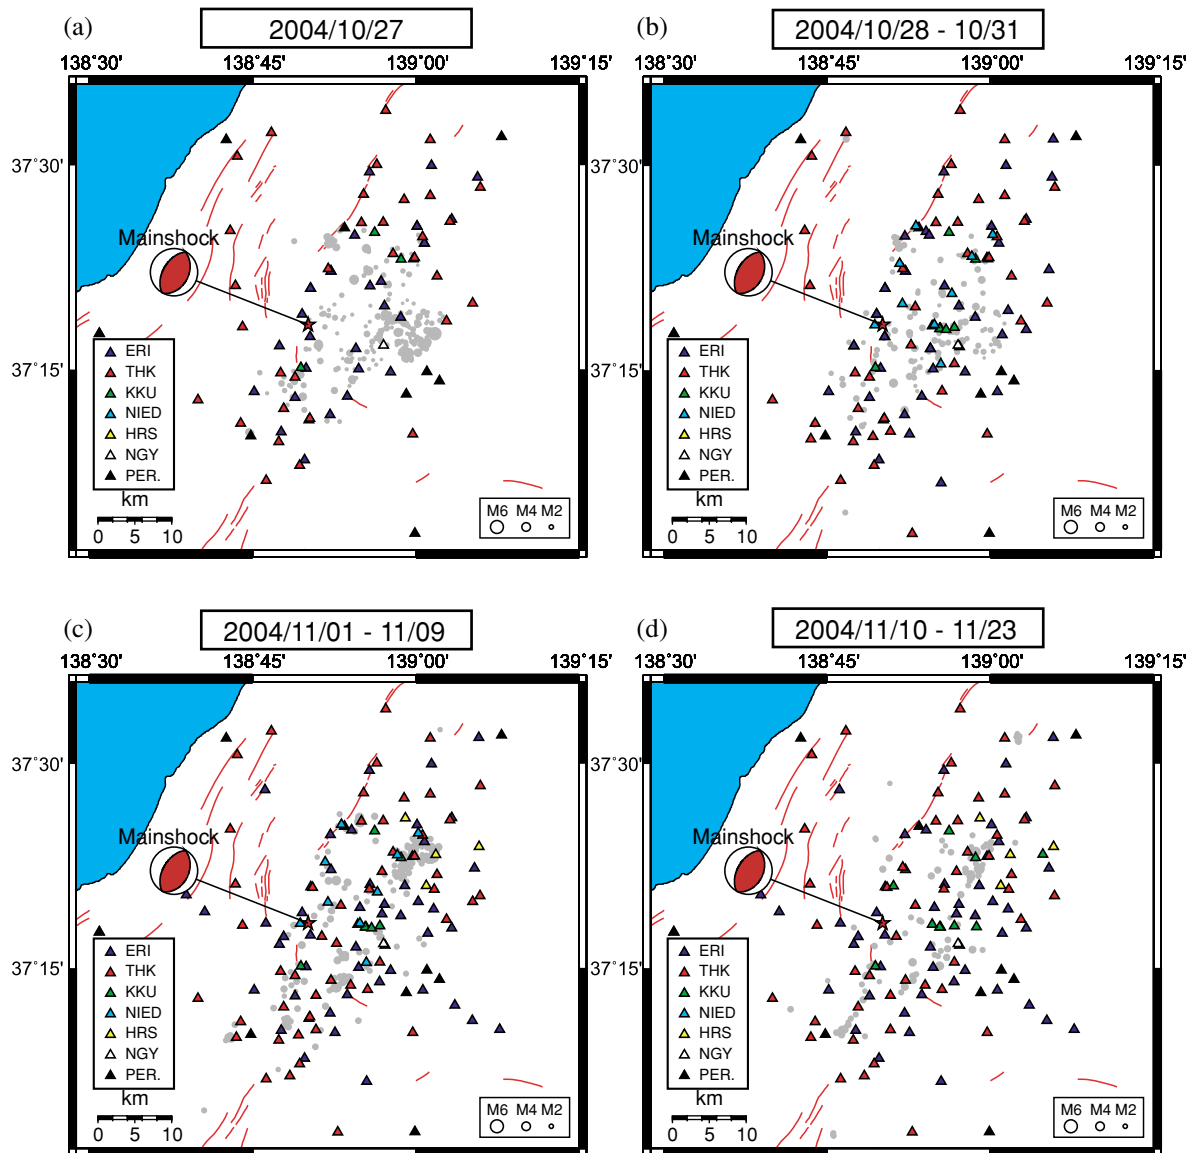 (a)
2004/10/27
138°30'
138°45'
139°00'
139°15'
37°30'
37°15'
Mainshock
ERI
THK
KKU
NIED
HRS
NGY
PER.
km
0 5 10
M6 M4 M2
(b)
2004/10/28 - 10/31
138°30'
138°45'
139°00'
139°15'
37°30'
37°15'
Mainshock
ERI
THK
KKU
NIED
HRS
NGY
PER.
km
0 5 10
M6 M4 M2
(c)
2004/11/01 - 11/09
138°30'
138°45'
139°00'
139°15'
37°30'
37°15'
Mainshock
ERI
THK
KKU
NIED
HRS
NGY
PER.
km
0 5 10
M6 M4 M2
(d)
2004/11/10 - 11/23
138°30'
138°45'
139°00'
139°15'
37°30'
37°15'
Mainshock
ERI
THK
KKU
NIED
HRS
NGY
PER.
km
0 5 10
M6 M4 M2